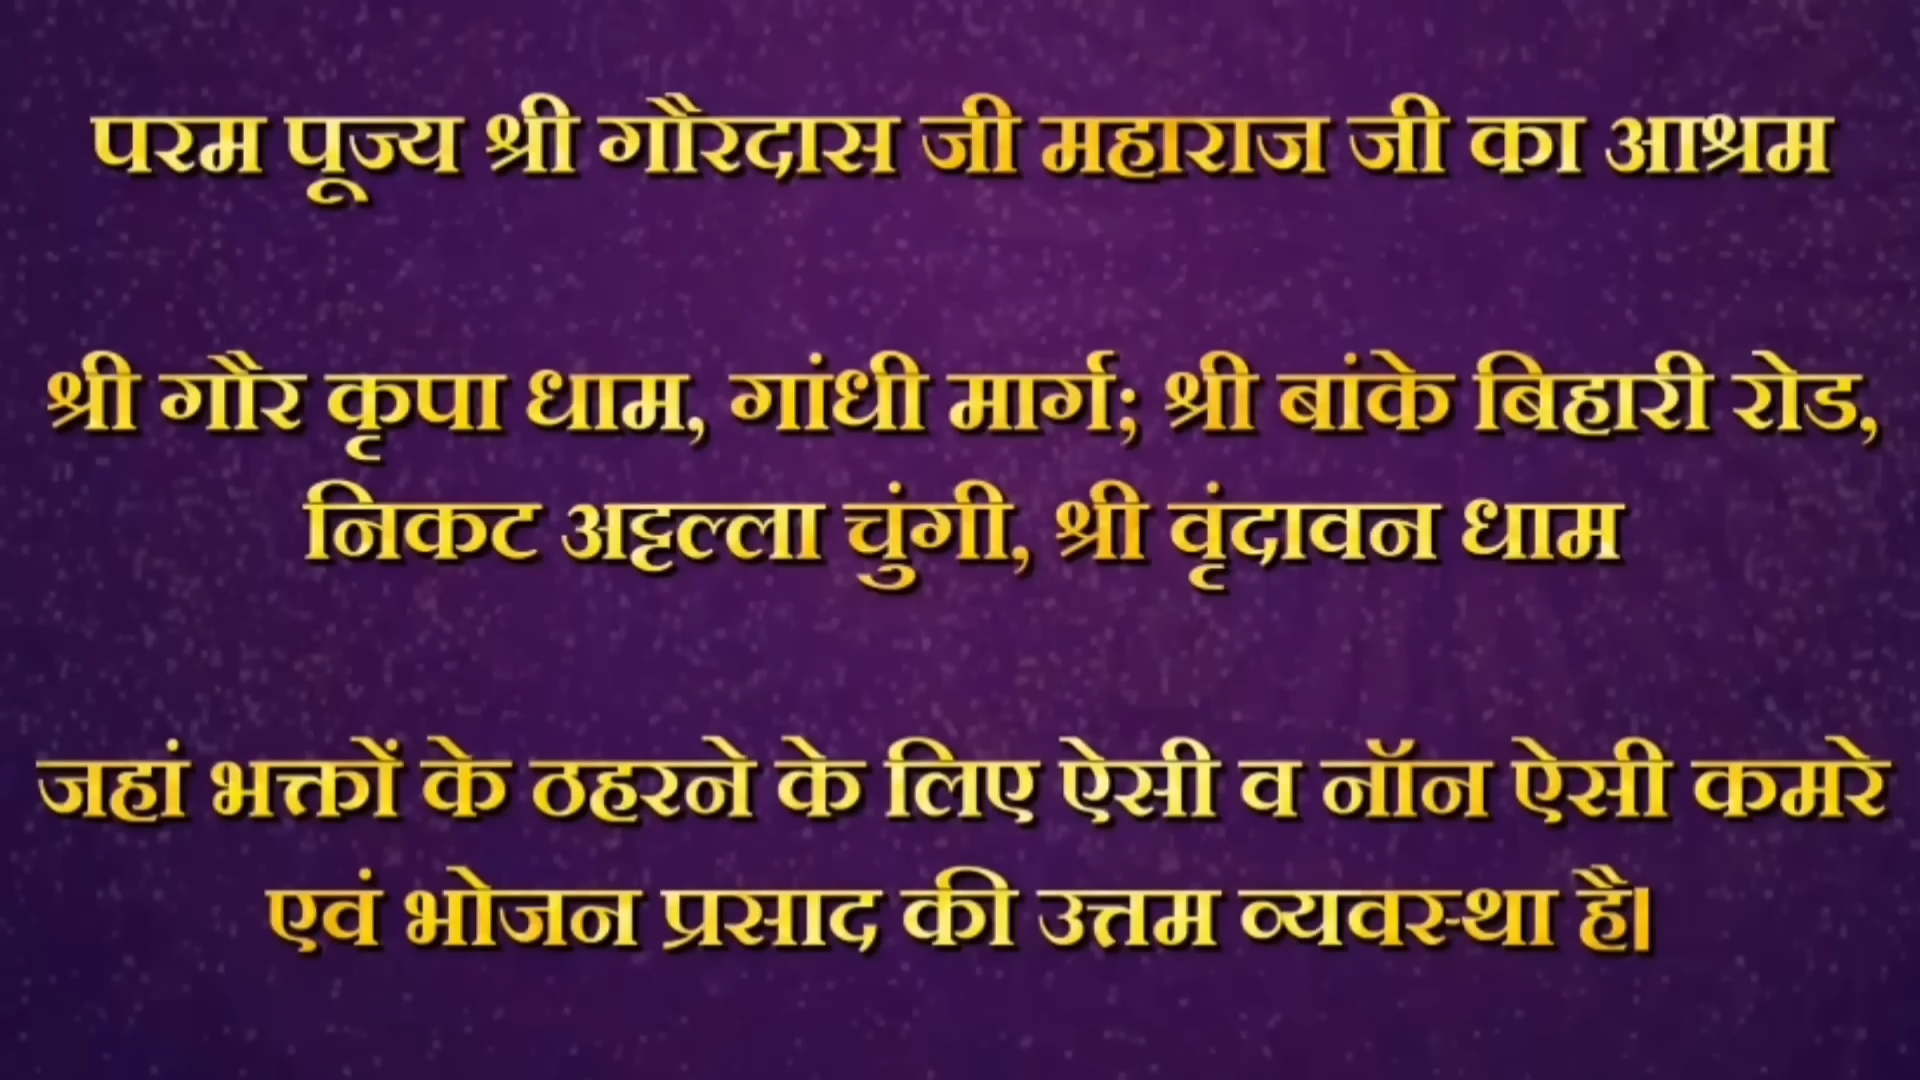 परम पूज्य श्री गौरदास जी महाराज जी का आश्रम
श्री गौर कृपा धाम, गांधी मार्ग; श्री बांके बिहारी रोड,
निकट अट्टल्ला चुंगी, श्री वृंदावन धाम
जहां भक्तों के ठहरने के लिए ऐसी व नॉन ऐसी कमरे
एवं भोजन प्रसाद की उत्तम व्यवस्था है।